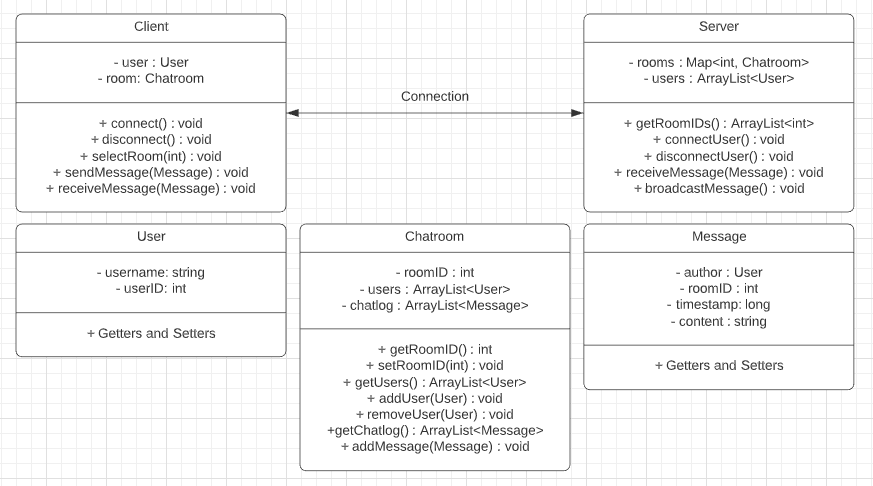 Client
- user : User
- room: Chatroom
+ connect() : void
+ disconnect() : void
+ selectRoom(int) : void
+ sendMessage(Message) : void
+ receiveMessage(Message) : void
Connection
Server
- rooms : Map<int, Chatroom>
- users : ArrayList<User>
+ getRoomIDs() : ArrayList<int>
+ connectUser() : void
+ disconnectUser() : void
+ receiveMessage(Message) : void
+ broadcastMessage() : void
User
- username: string
- userID: int
+ Getters and Setters
Chatroom
- roomID : int
- users : ArrayList<User>
- chatlog : ArrayList<Message>
+ getRoomID() : int
+ setRoomID(int) : void
+ getUsers() : ArrayList<User>
+ addUser(User) : void
+ removeUser(User) : void
+getChatlog() : ArrayList<Message>
+ addMessage(Message) : void
Message
- author : User
- roomID : int
- timestamp: long
- content : string
+ Getters and Setters